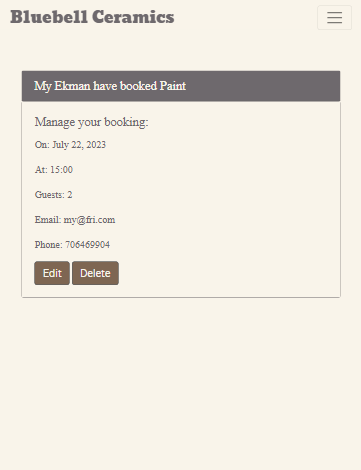 Bluebell Ceramics
My Ekman have booked Paint
Manage your booking:
On: July 22, 2023
At: 15:00
Guests: 2
Email: my@fri.com
Phone: 706469904
Edit Delete